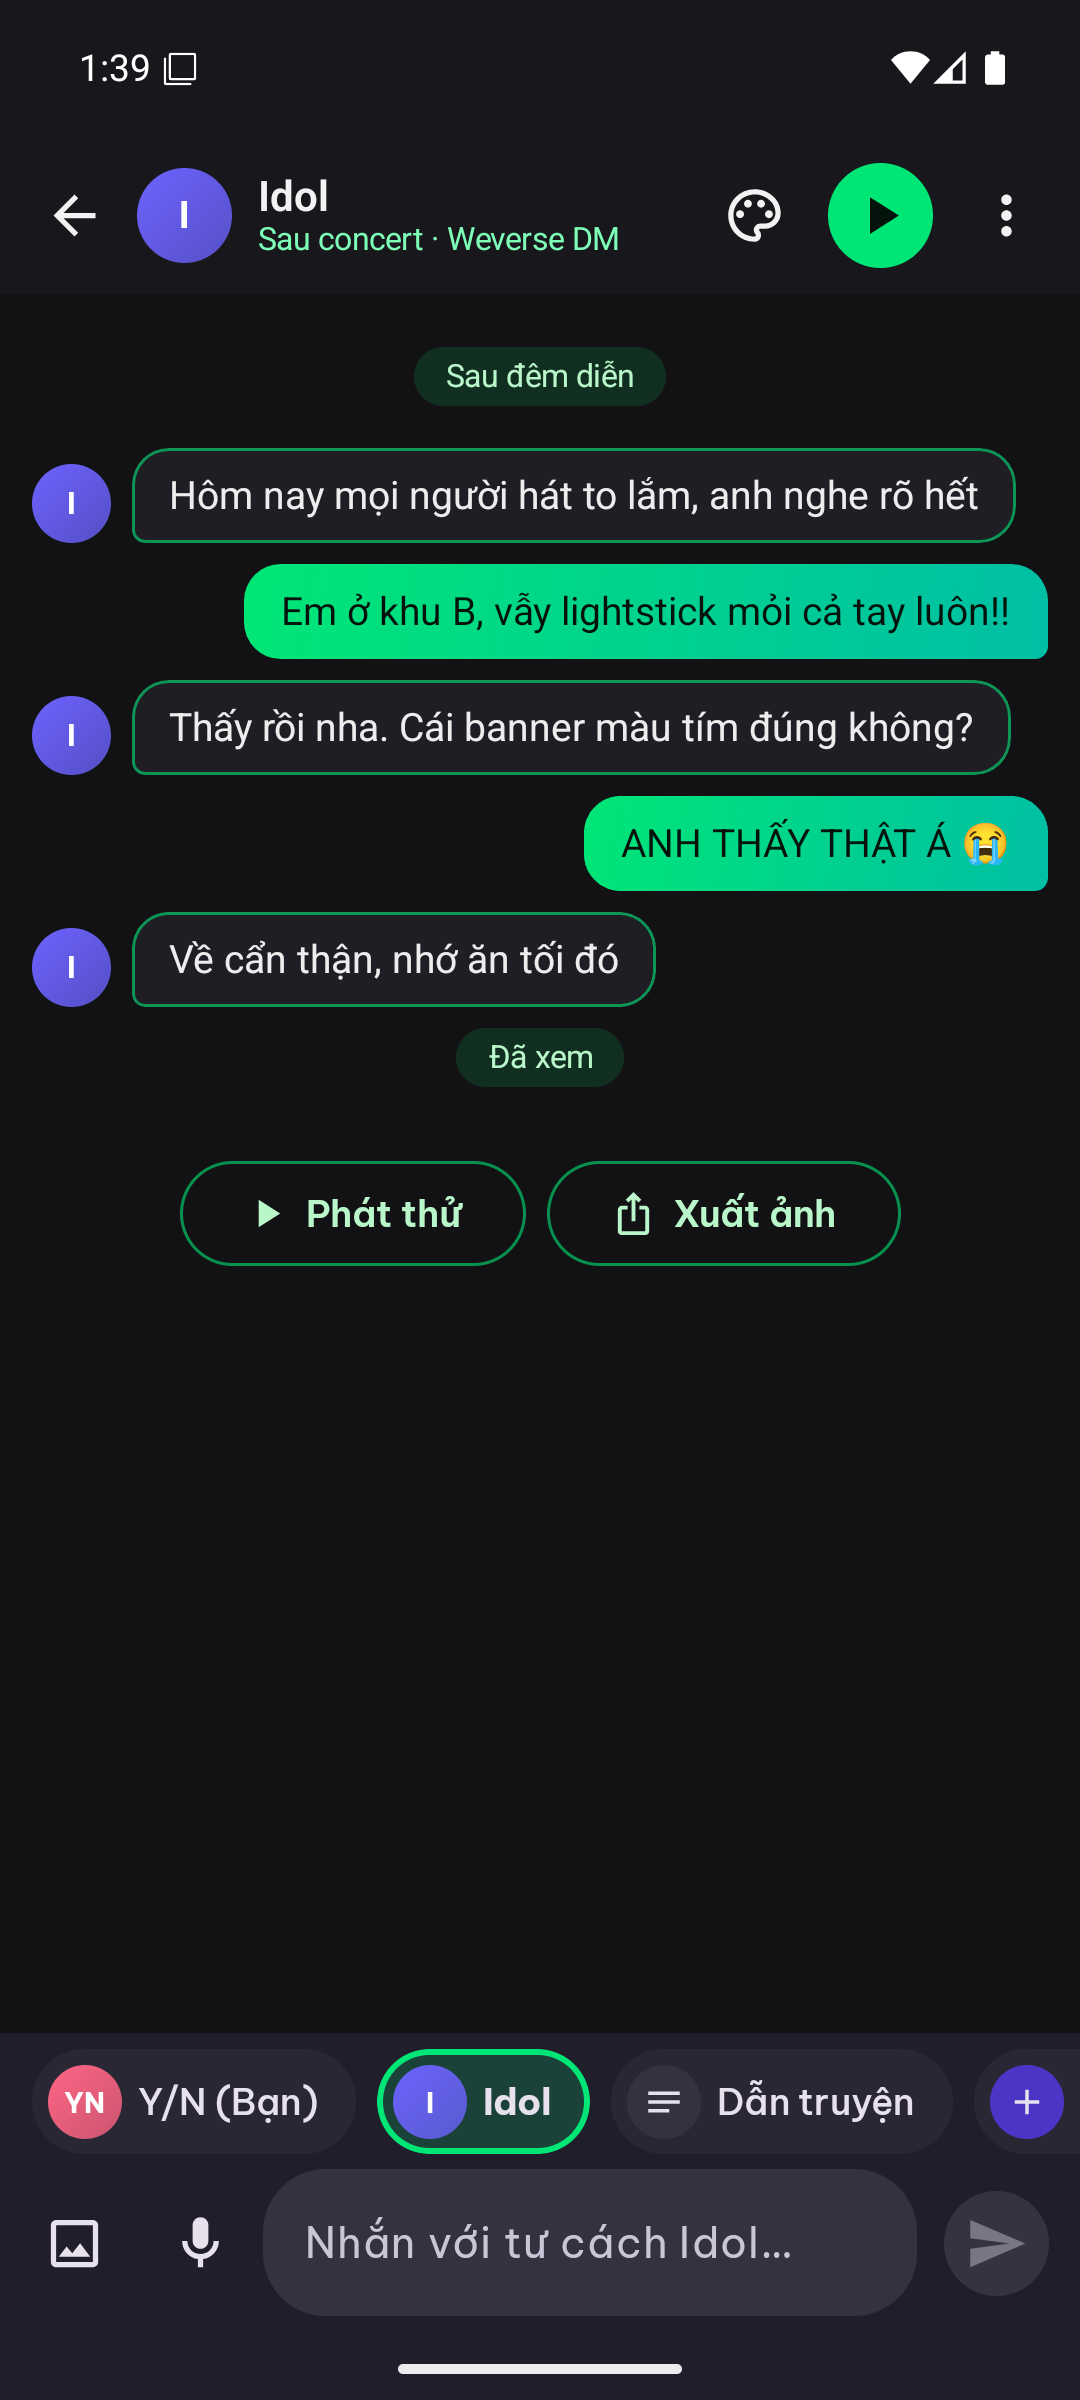 1:39
I
Idol
Sau concert · Weverse DM
Sau đêm diễn
I
Hôm nay mọi người hát to lắm, anh nghe rõ hết
Em ở khu B, vẫy lightstick mỏi cả tay luôn!!
I
Thấy rồi nha. Cái banner màu tím đúng không?
ANH THẤY THẬT Á 😭
I
Về cẩn thận, nhớ ăn tối đó
Đã xem
Phát thử
Xuất ảnh
YN
Y/N (Bạn)
I
Idol
Dẫn truyện
Nhắn với tư cách Idol...